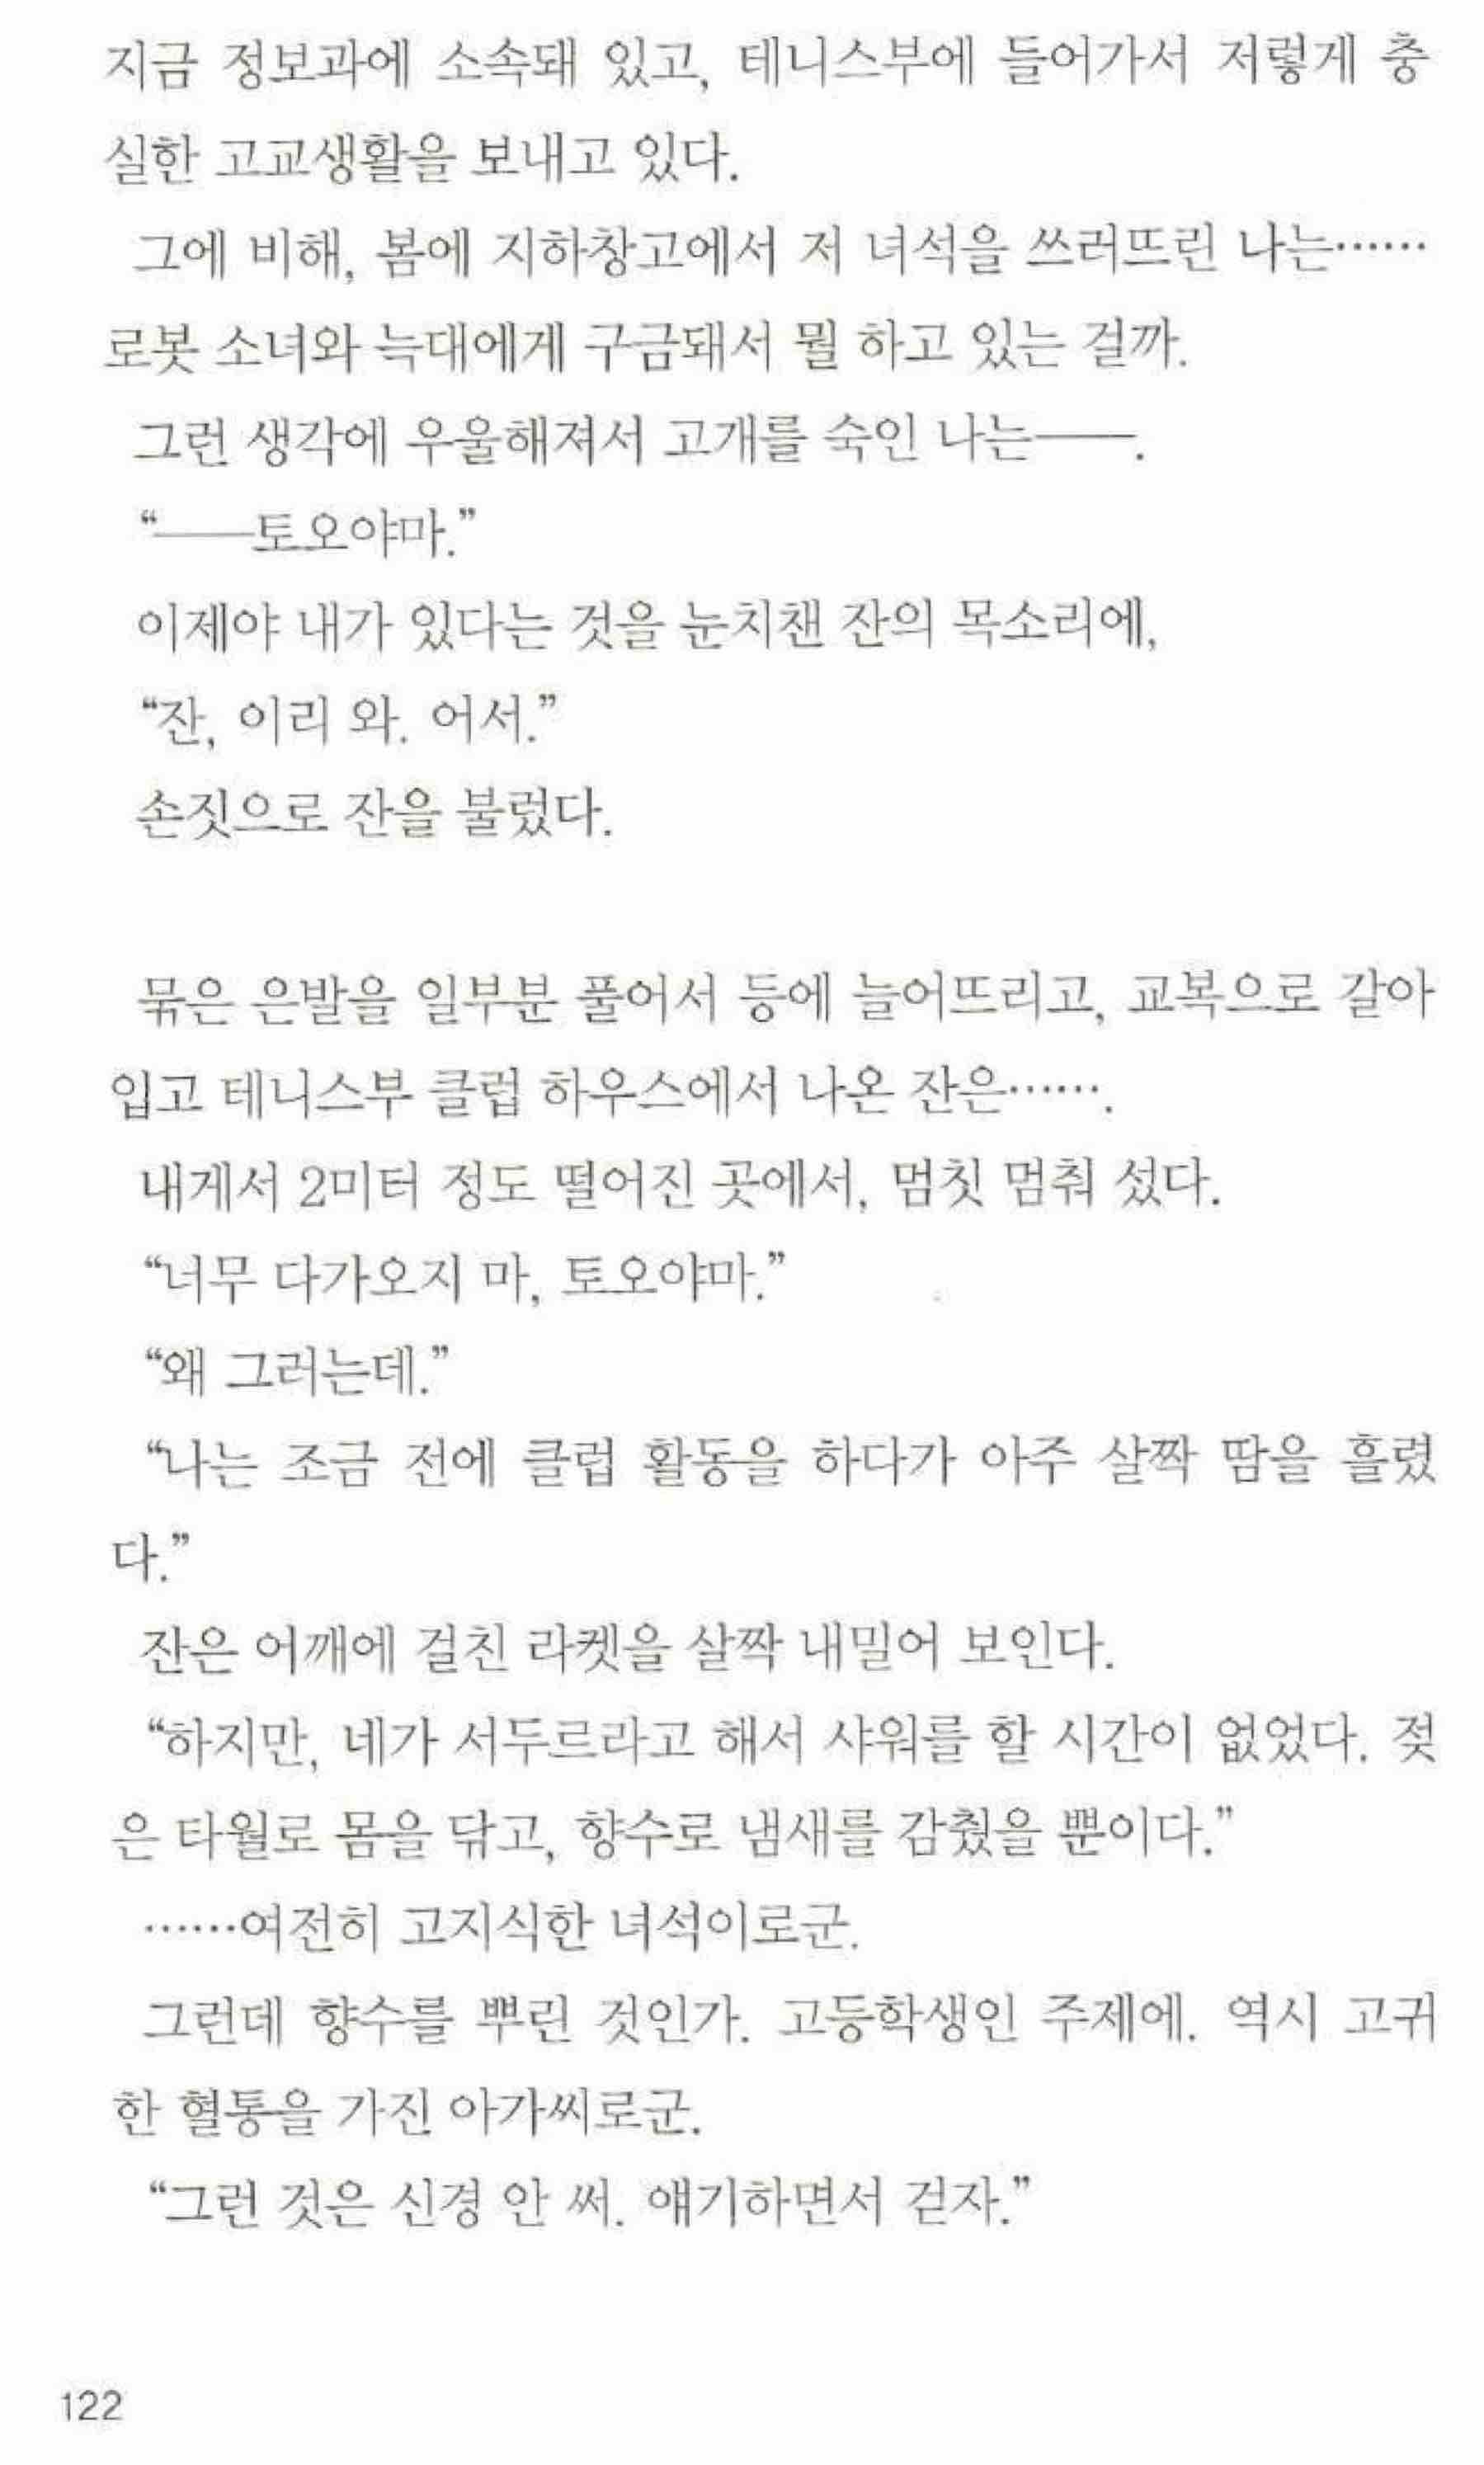 지금 정보과에 소속돼 있고, 테니스부에 들어가서 저렇게 충
실한 고교생활을 보내고 있다.
그에 비해, 봄에 지하창고에서 저 녀석을 쓰러뜨린 나는……
로봇 소녀와 늑대에게 구금돼서 뭘 하고 있는 걸까.
그런 생각에 우울해져서 고개를 숙인 나는──.
“──토오야마.”
이제야 내가 있다는 것을 눈치챈 잔의 목소리에,
“잔, 이리 와. 어서.”
손짓으로 잔을 불렀다.
묶은 은발을 일부분 풀어서 등에 늘어뜨리고, 교복으로 갈아
입고 테니스부 클럽 하우스에서 나온 잔은…….
내게서 2미터 정도 떨어진 곳에서, 멈칫 멈춰 섰다.
“너무 다가오지 마, 토오야마.”
“왜 그러는데.”
“나는 조금 전에 클럽 활동을 하다가 아주 살짝 땀을 흘렸
다.”
잔은 어깨에 걸친 라켓을 살짝 내밀어 보인다.
“하지만, 네가 서두르라고 해서 샤워를 할 시간이 없었다. 젖
은 타월로 몸을 닦고, 향수로 냄새를 감췄을 뿐이다.”
……여전히 고지식한 녀석이로군.
그런데 향수를 뿌린 것인가. 고등학생인 주제에. 역시 고귀
한 혈통을 가진 아가씨로군.
“그런 것은 신경 안 써. 얘기하면서 걷자.”
122